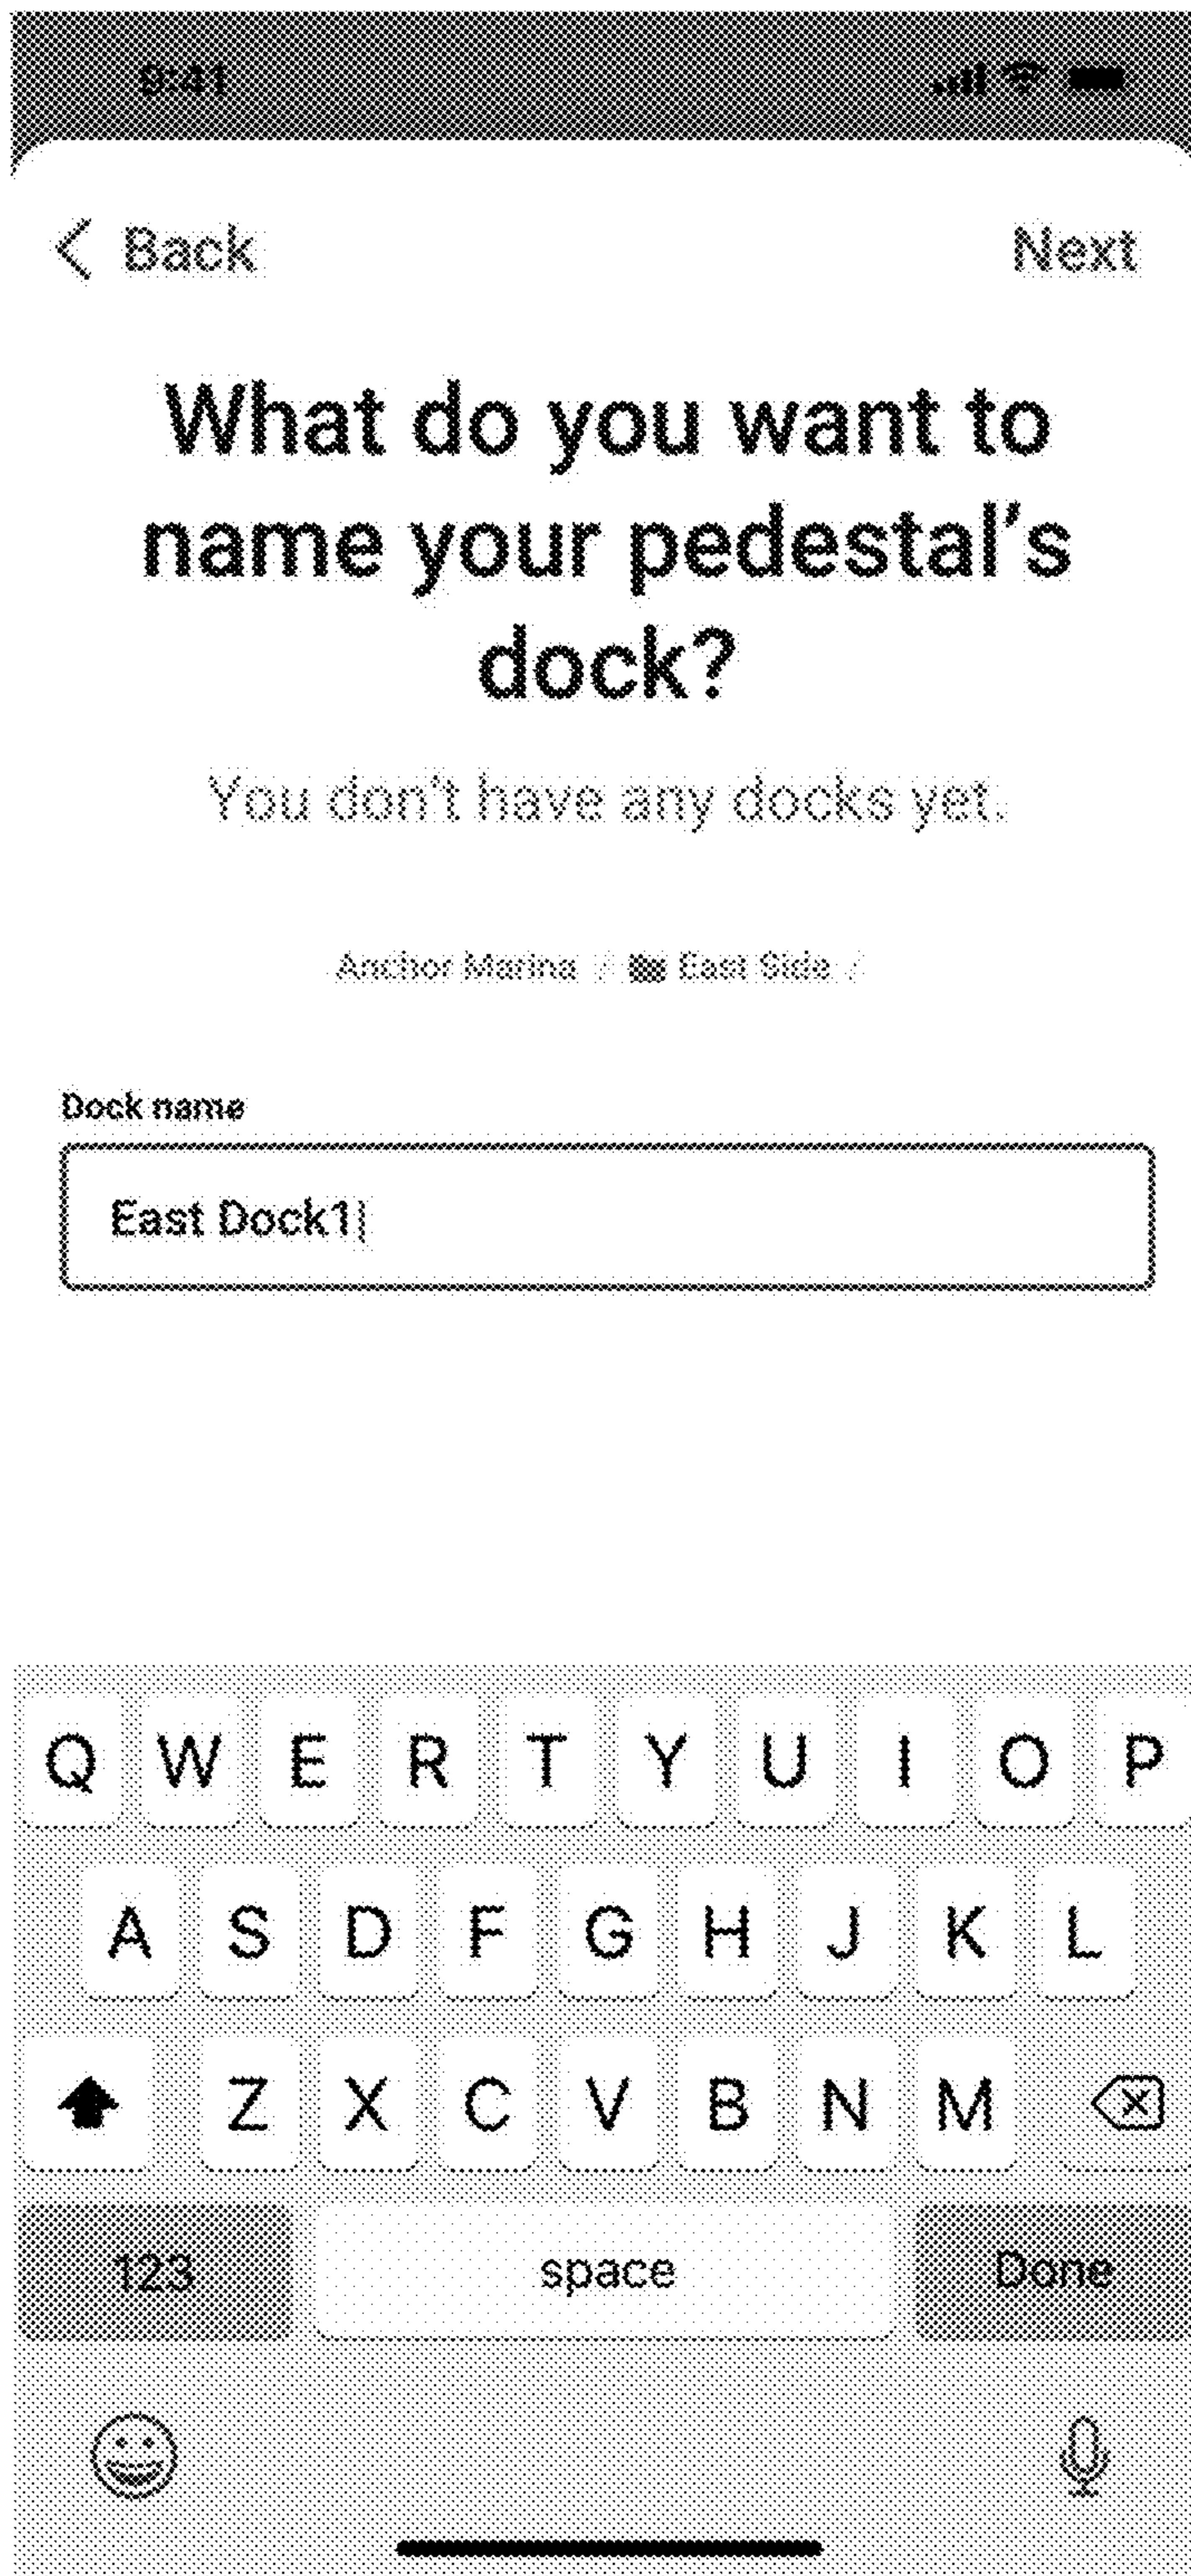 9:41
Back Next
What do you want to
name your pedestal's
dock?
You don't have any docks yet.
Anchor Marina / East Side /
Dock name
East Dock1
Q W E R T Y U I O P
A S D F G H J K L
Z X C V B N M
123 space Done